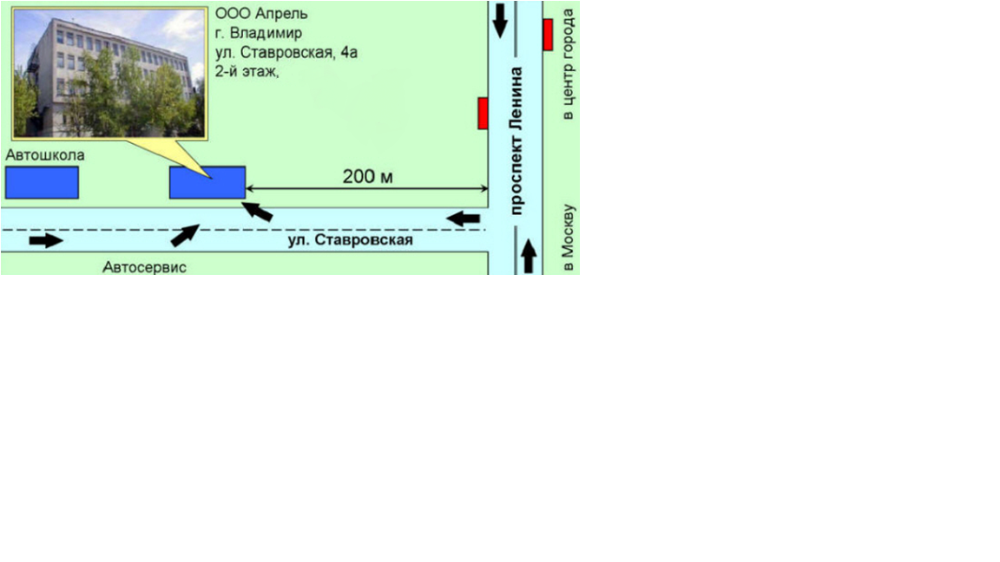 ООО Апрель
г. Владимир
ул. Ставровская, 4а
2-й этаж,
Автошкола
200 м
ул. Ставровская
Автосервис
проспект Ленина
в центр города
в Москву